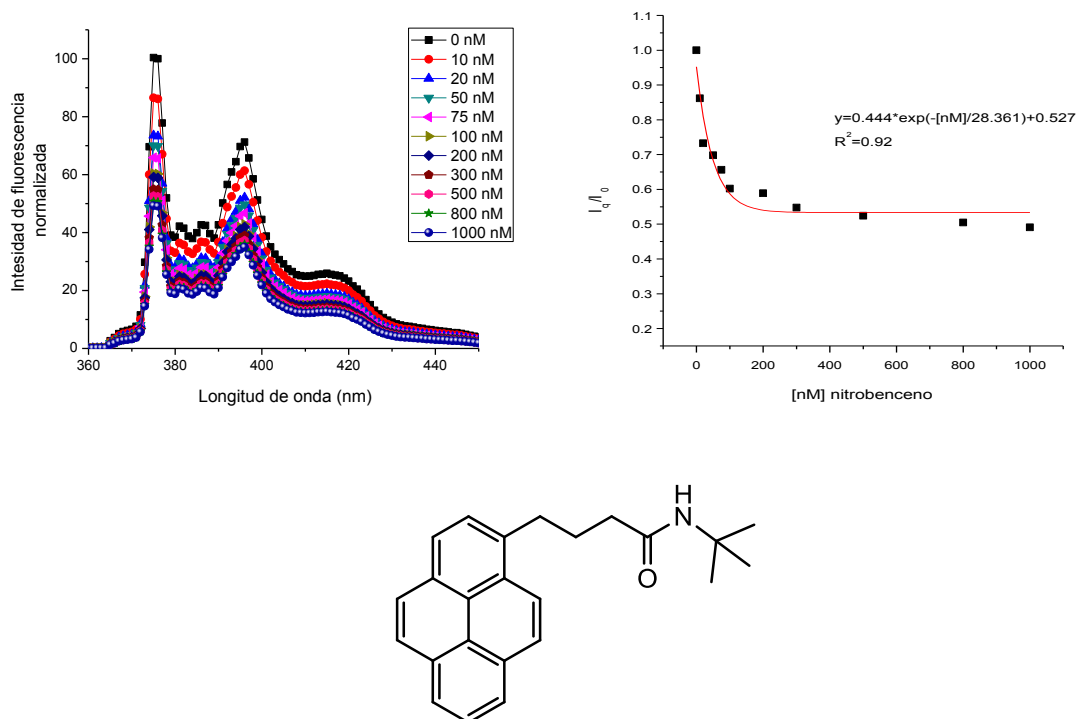 100
80
60
40
20
0
360
380
400
420
440
Intesidad de fluorescencia
normalizada
Longitud de onda (nm)
0 nM
10 nM
20 nM
50 nM
75 nM
100 nM
200 nM
300 nM
500 nM
800 nM
1000 nM
1.1
1.0
0.9
0.8
0.7
0.6
0.5
0.4
0.3
0.2
0
200
400
600
800
1000
Iq/I0
[nM] nitrobenceno
y=0.444*exp(-[nM]/28.361)+0.527
R²=0.92
H
N
O